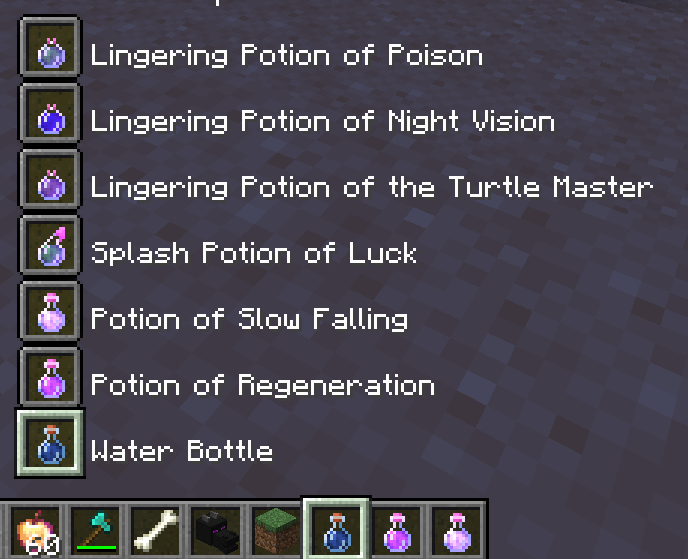 Lingering Potion of Poison
Lingering Potion of Night Vision
Lingering Potion of the Turtle Master
Splash Potion of Luck
Potion of Slow Falling
Potion of Regeneration
Water Bottle
60